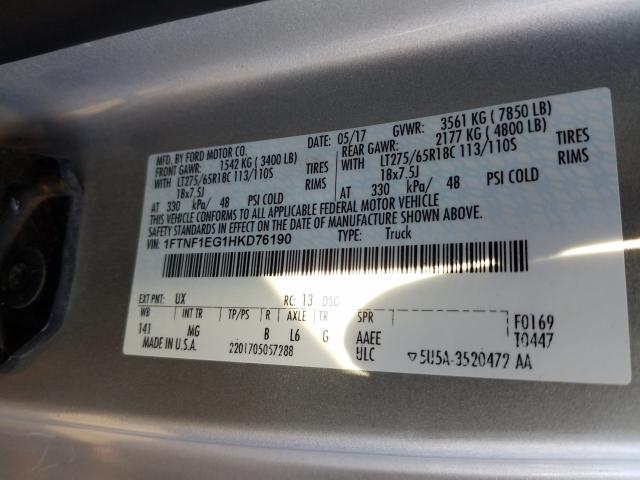 MFD. BY FORD MOTOR CO.
DATE: 05/17 GVWR: 3561 KG ( 7850 LB)
FRONT GAWR: 1542 KG ( 3400 LB)
REAR GAWR: 2177 KG ( 4800 LB)
WITH LT275/65R18C 113/110S TIRES
WITH LT275/65R18C 113/110S TIRES
18x7.5J RIMS
18x7.5J RIMS
AT 330 kPa/ 48 PSI COLD
AT 330 kPa/ 48 PSI COLD
THIS VEHICLE CONFORMS TO ALL APPLICABLE FEDERAL MOTOR VEHICLE
SAFETY STANDARDS IN EFFECT ON THE DATE OF MANUFACTURE SHOWN ABOVE.
VIN: 1FTNF1EG1HKD76190 TYPE: Truck
EXT PNT: UX RC: 13 DSO:
WB INT TR TP/PS R AXLE TR SPR
141 MG B L6 G AAEE
F0169
T0447
MADE IN U.S.A. 2201705057288 ULC
▽5U5A-3520472 AA